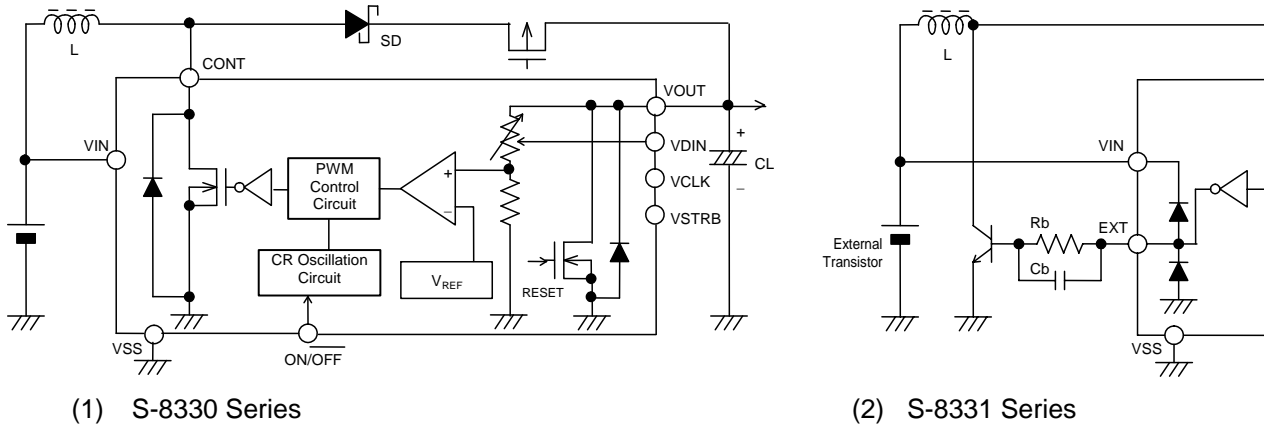 L
SD
CONT
VOUT
VIN
VDIN
+
CL
−
VCLK
VSTRB
PWM
Control
Circuit
+
−
CR Oscillation
Circuit
VREF
RESET
VSS
ON/OFF
(1) S-8330 Series
L
VIN
External
Transistor
Rb
Cb
EXT
VSS
(2) S-8331 Series